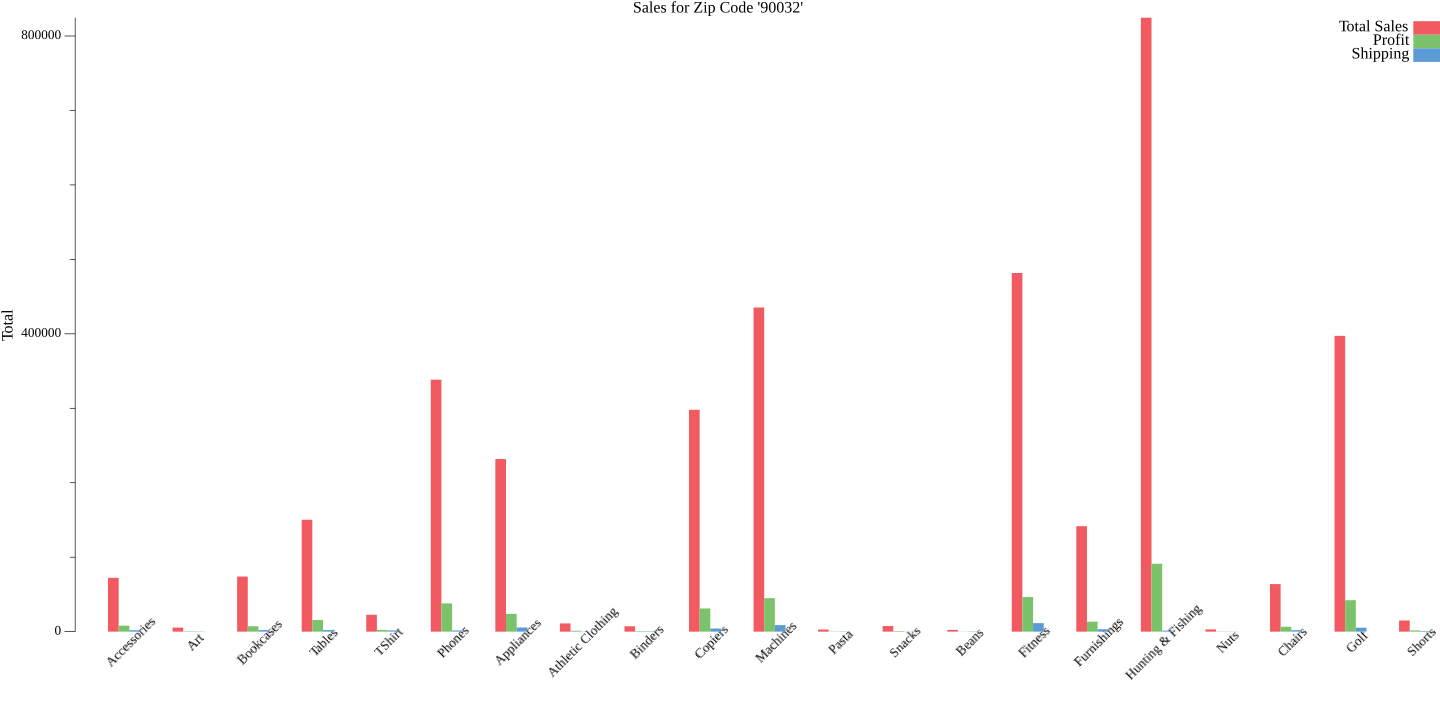 Sales for Zip Code '90032'
Total Sales
Profit
Shipping
Total
800000
400000
0
Accessories
Art
Bookcases
Tables
TShirt
Phones
Appliances
Athletic Clothing
Binders
Copiers
Machines
Pasta
Snacks
Beans
Fitness
Furnishings
Hunting & Fishing
Nuts
Chairs
Golf
Shorts